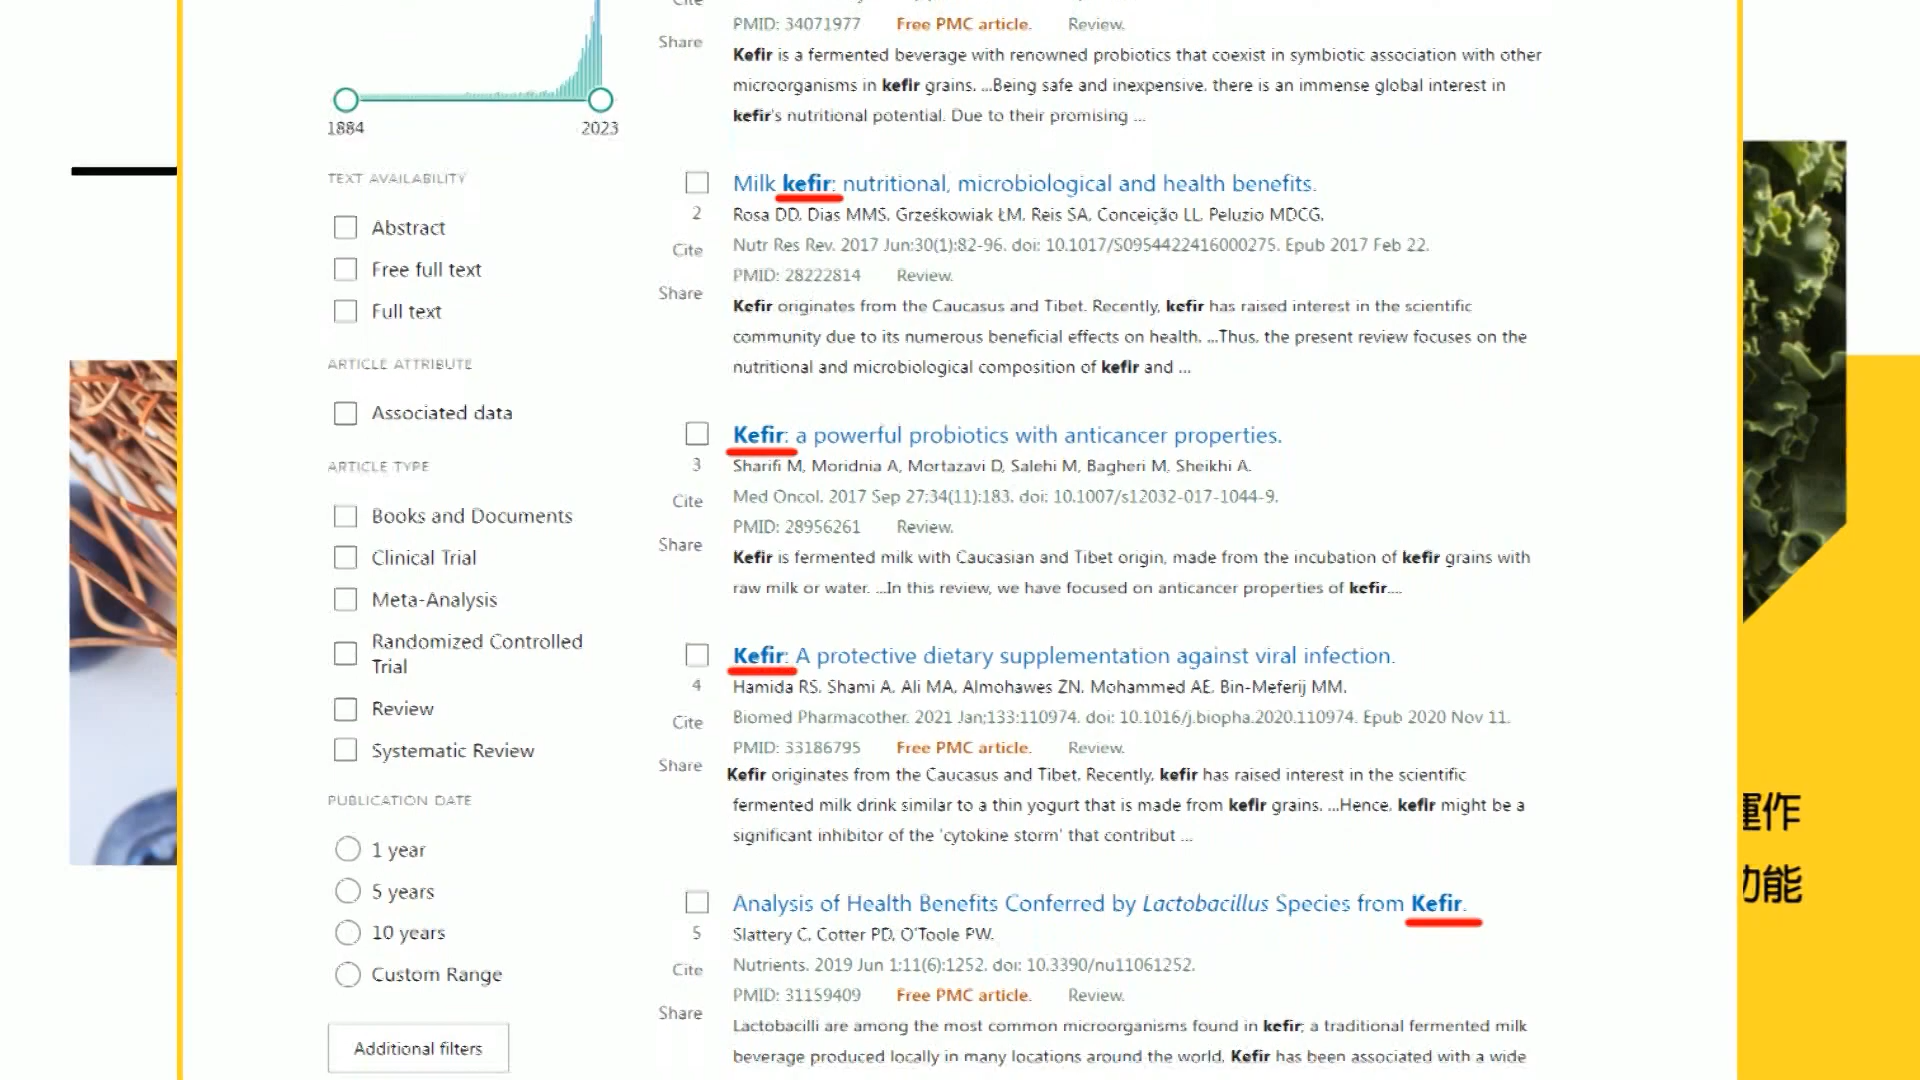 1884
2023
TEXT AVAILABILITY
Abstract
Free full text
Full text
ARTICLE ATTRIBUTE
Associated data
ARTICLE TYPE
Books and Documents
Clinical Trial
Meta-Analysis
Randomized Controlled
Trial
Review
Systematic Review
PUBLICATION DATE
1 year
5 years
10 years
Custom Range
Additional filters
Cite
PMID: 34071977 Free PMC article. Review.
Share
Kefir is a fermented beverage with renowned probiotics that coexist in symbiotic association with other
microorganisms in kefir grains. ...Being safe and inexpensive, there is an immense global interest in
kefir's nutritional potential. Due to their promising ...
Milk kefir: nutritional, microbiological and health benefits.
2
Rosa DD, Dias MMS, Grześkowiak ŁM, Reis SA, Conceição LL, Peluzio MDCG.
Cite
Nutr Res Rev. 2017 Jun;30(1):82-96. doi: 10.1017/S0954422416000275. Epub 2017 Feb 22.
PMID: 28222814 Review.
Share
Kefir originates from the Caucasus and Tibet. Recently, kefir has raised interest in the scientific
community due to its numerous beneficial effects on health. ...Thus, the present review focuses on the
nutritional and microbiological composition of kefir and ...
Kefir: a powerful probiotics with anticancer properties.
3
Sharifi M, Moridnia A, Mortazavi D, Salehi M, Bagheri M, Sheikhi A.
Cite
Med Oncol. 2017 Sep 27;34(11):183. doi: 10.1007/s12032-017-1044-9.
PMID: 28956261 Review.
Share
Kefir is fermented milk with Caucasian and Tibet origin, made from the incubation of kefir grains with
raw milk or water. ...In this review, we have focused on anticancer properties of kefir....
Kefir: A protective dietary supplementation against viral infection.
4
Hamida RS, Shami A, Ali MA, Almohawes ZN, Mohammed AE, Bin-Meferij MM.
Cite
Biomed Pharmacother. 2021 Jan;133:110974. doi: 10.1016/j.biopha.2020.110974. Epub 2020 Nov 11.
PMID: 33186795 Free PMC article. Review.
Share
Kefir originates from the Caucasus and Tibet. Recently, kefir has raised interest in the scientific
fermented milk drink similar to a thin yogurt that is made from kefir grains. ...Hence, kefir might be a
significant inhibitor of the 'cytokine storm' that contribut ...
Analysis of Health Benefits Conferred by Lactobacillus Species from Kefir.
5
Slattery C, Cotter PD, O'Toole PW.
Cite
Nutrients. 2019 Jun 1;11(6):1252. doi: 10.3390/nu11061252.
PMID: 31159409 Free PMC article. Review.
Share
Lactobacilli are among the most common microorganisms found in kefir; a traditional fermented milk
beverage produced locally in many locations around the world. Kefir has been associated with a wide
運作
功能